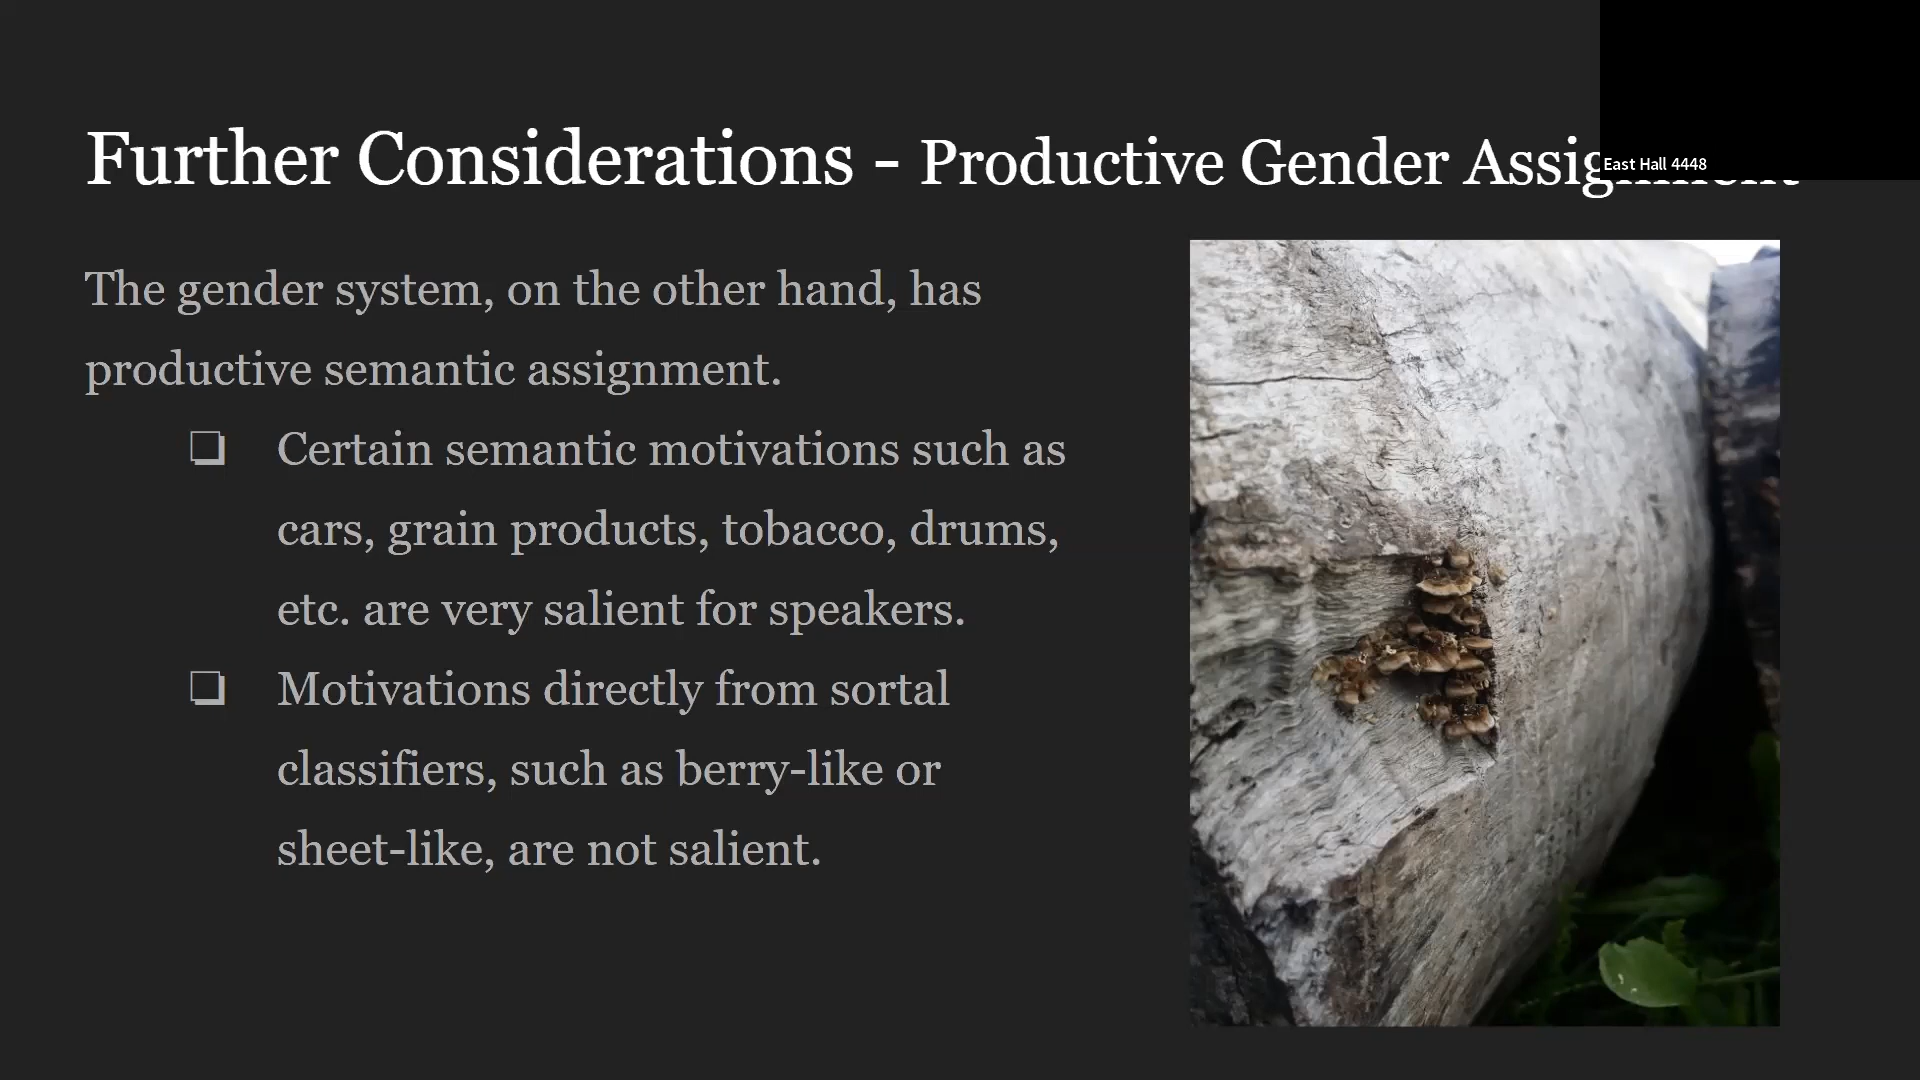 Further Considerations - Productive Gender
East Hall 4448
The gender system, on the other hand, has
productive semantic assignment.
❏ Certain semantic motivations such as
cars, grain products, tobacco, drums,
etc. are very salient for speakers.
❏ Motivations directly from sortal
classifiers, such as berry-like or
sheet-like, are not salient.